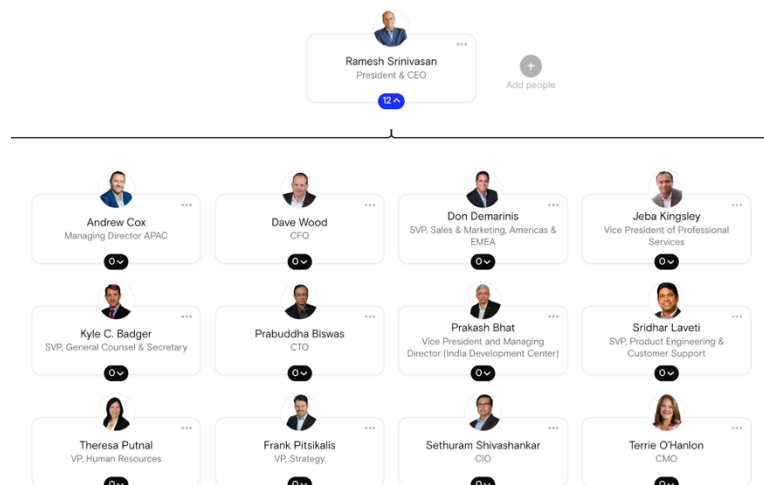 Ramesh Srinivasan
President & CEO
12
Add people
Andrew Cox
Managing Director APAC
0
Dave Wood
CFO
0
Don Demarinis
SVP, Sales & Marketing, Americas &
EMEA
0
Jeba Kingsley
Vice President of Professional
Services
0
Kyle C. Badger
SVP, General Counsel & Secretary
0
Prabuddha Biswas
CTO
0
Prakash Bhat
Vice President and Managing
Director (India Development Center)
0
Sridhar Laveti
SVP, Product Engineering &
Customer Support
0
Theresa Putnal
VP, Human Resources
0
Frank Pitsikalis
VP, Strategy
0
Sethuram Shivashankar
CIO
0
Terrie O'Hanlon
CMO
0